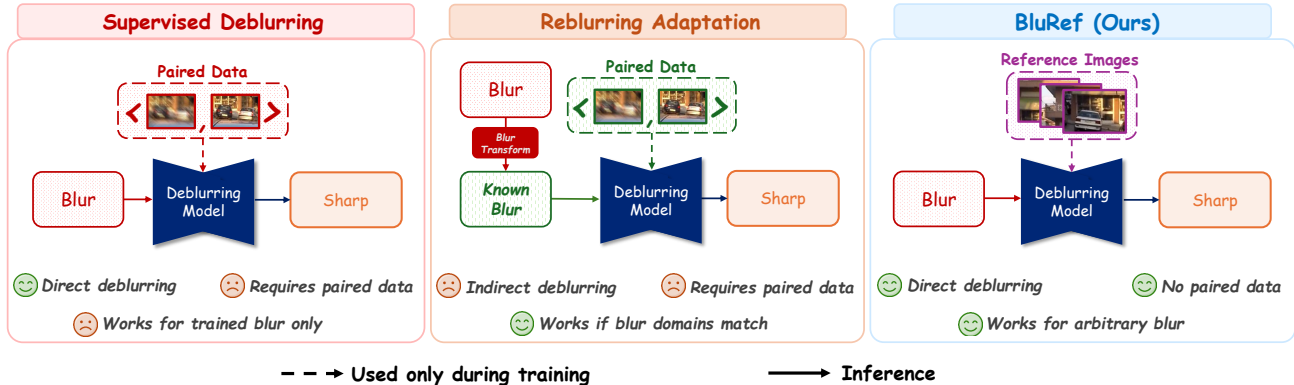 Supervised Deblurring
Paired Data
< , >
Blur
Deblurring
Model
Sharp
Direct deblurring
Requires paired data
Works for trained blur only
Reblurring Adaptation
Blur
Paired Data
< , >
Blur
Transform
Known
Blur
Deblurring
Model
Sharp
Indirect deblurring
Requires paired data
Works if blur domains match
BluRef (Ours)
Reference Images
Blur
Deblurring
Model
Sharp
Direct deblurring
No paired data
Works for arbitrary blur
Used only during training
Inference